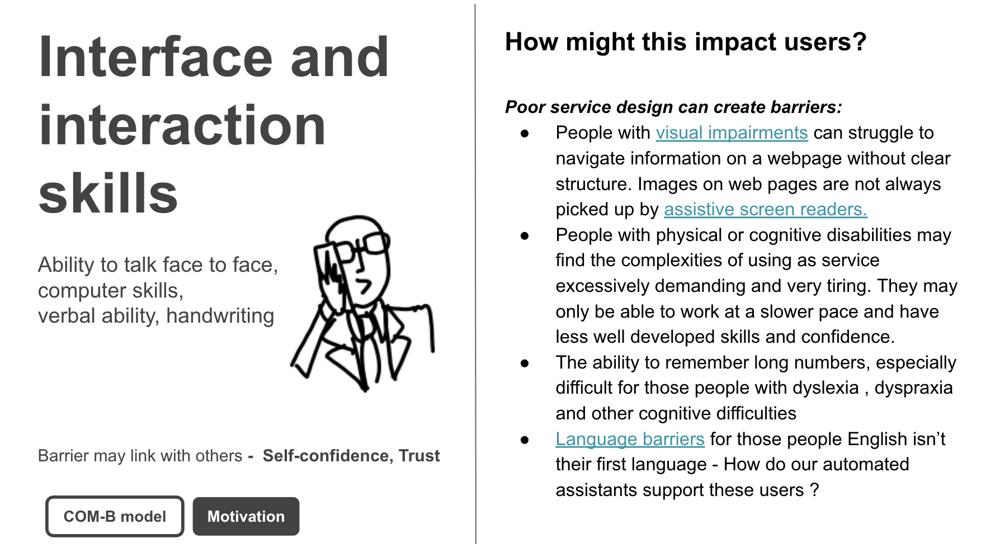 Interface and
interaction
skills
Ability to talk face to face,
computer skills,
verbal ability, handwriting
Barrier may link with others - Self-confidence, Trust
COM-B model
Motivation
How might this impact users?
Poor service design can create barriers:
● People with visual impairments can struggle to
navigate information on a webpage without clear
structure. Images on web pages are not always
picked up by assistive screen readers.
● People with physical or cognitive disabilities may
find the complexities of using as service
excessively demanding and very tiring. They may
only be able to work at a slower pace and have
less well developed skills and confidence.
● The ability to remember long numbers, especially
difficult for those people with dyslexia , dyspraxia
and other cognitive difficulties
● Language barriers for those people English isn’t
their first language - How do our automated
assistants support these users ?